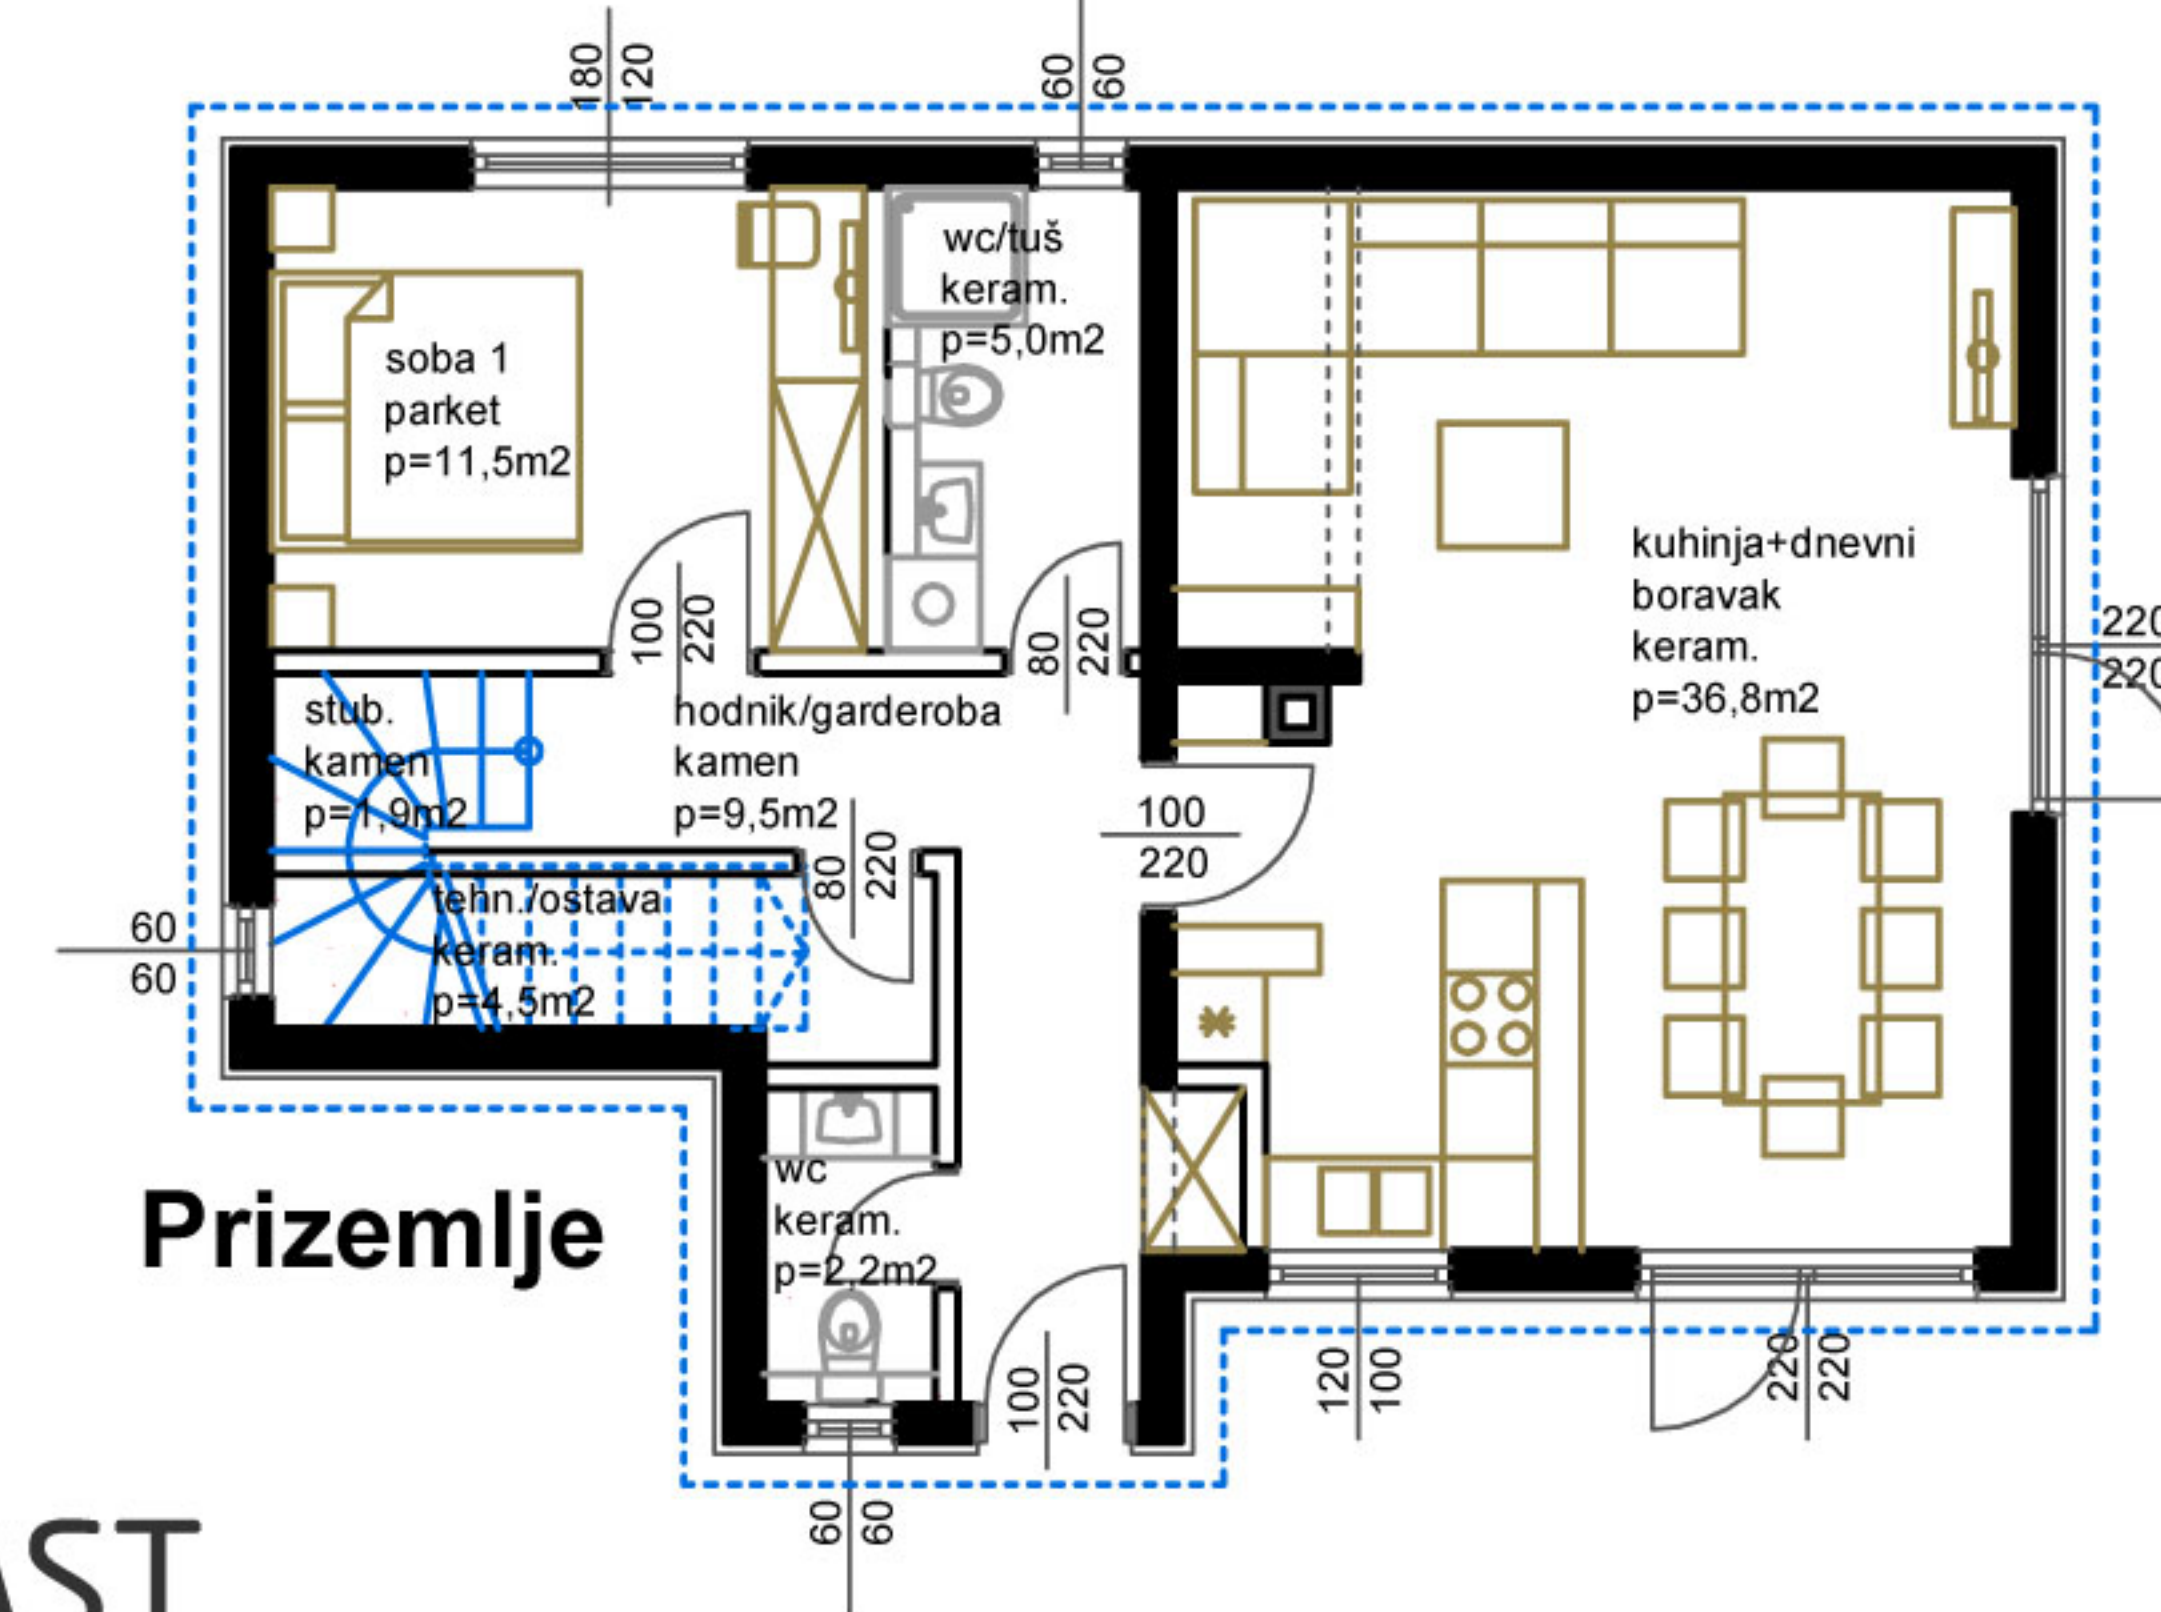 180
120
60
60
wc/tuš
keram.
p=5,0m2
soba 1
parket
p=11,5m2
kuhinja+dnevni
boravak
keram.
p=36,8m2
100
220
80
220
220
220
stub.
kamen
p=1,9m2
hodnik/garderoba
kamen
p=9,5m2
100
220
80
220
tehn./ostava
keram.
p=4,5m2
60
60
wc
keram.
p=2,2m2
Prizemlje
100
220
120
100
220
220
60
60
AST